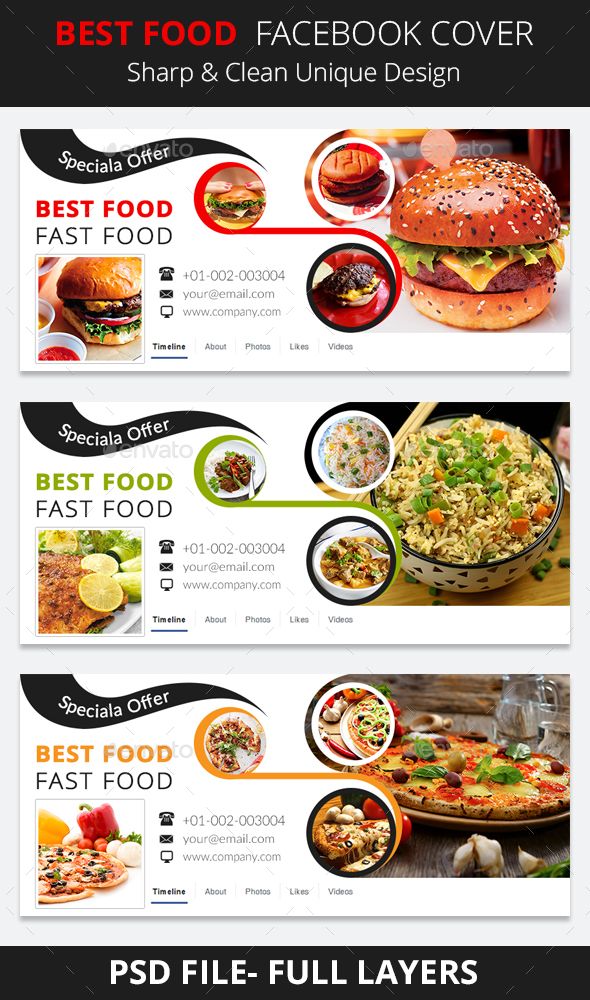 BEST FOOD FACEBOOK COVER
Sharp & Clean Unique Design
Speciala Offer
envato
BEST FOOD
FAST FOOD
+01-002-003004
your@email.com
www.company.com
Timeline About Photos Likes Videos
Speciala Offer
envato
BEST FOOD
FAST FOOD
+01-002-003004
your@email.com
www.company.com
Timeline About Photos Likes Videos
Speciala Offer
envato
BEST FOOD
FAST FOOD
+01-002-003004
your@email.com
www.company.com
Timeline About Photos Likes Videos
PSD FILE- FULL LAYERS